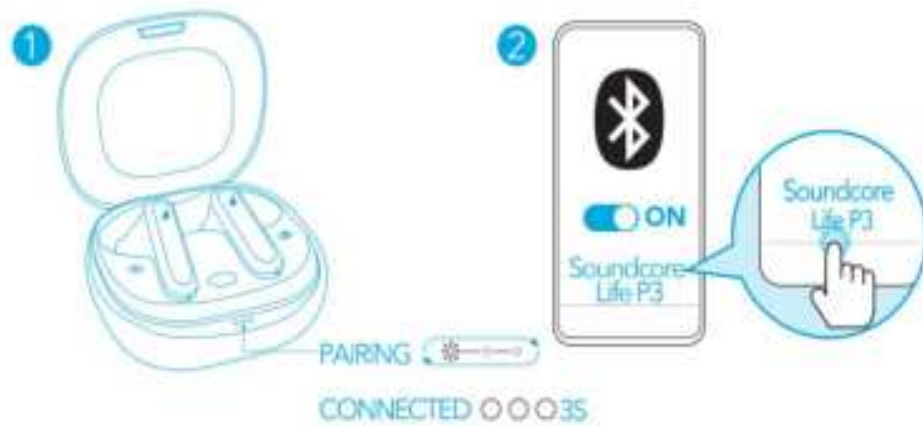 1
2
ON
Soundcore
Life P3
Soundcore
Life P3
PAIRING
CONNECTED 3S